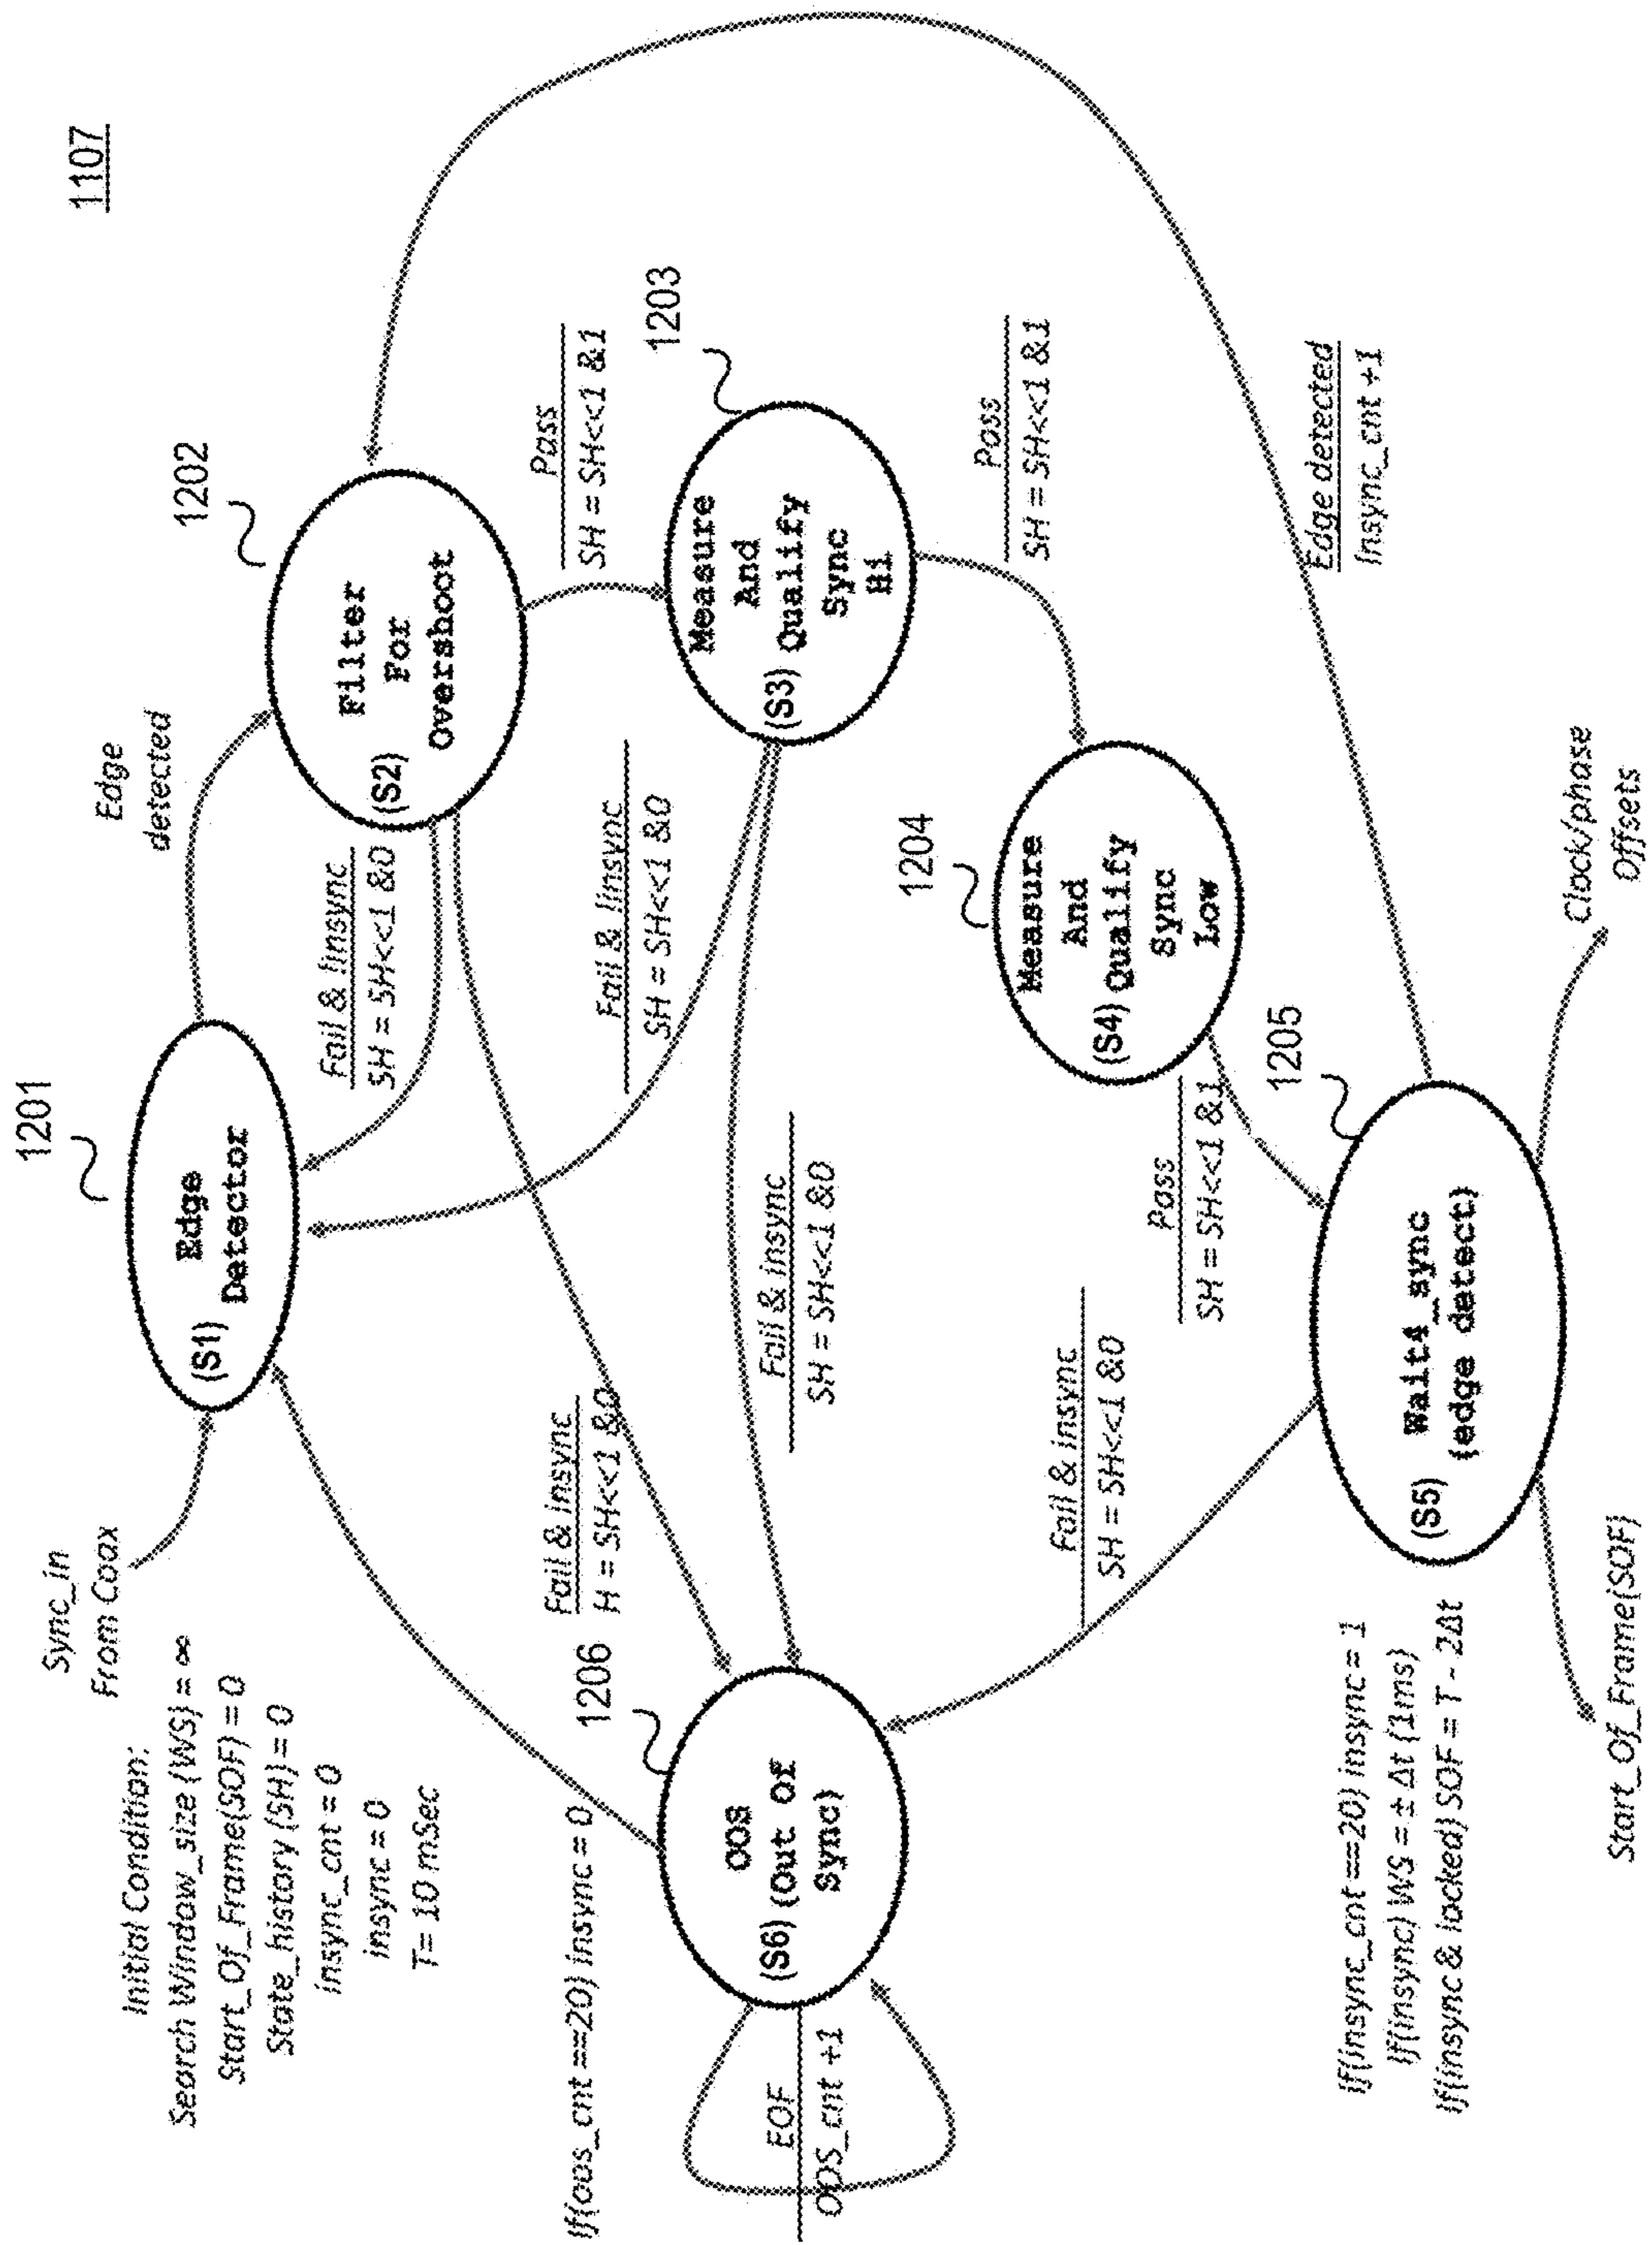 1107
1201
1202
1203
1204
1205
1206
Sync_in
From Coax
Initial Condition:
Search Window_size (WS) = ∞
Start_Of_Frame(SOF) = 0
State_history (SH) = 0
insync_cnt = 0
insync = 0
T= 10 mSec
(S1)
Edge
Detector
Edge
detected
(S2)
Filter
For
Overshoot
Fail & !insync
SH = SH<<1 &0
Pass
SH = SH<<1 &1
Measure
And
(S3) Qualify
Sync
Hi
Fail & !insync
SH = SH<<1 &0
Pass
SH = SH<<1 &1
Measure
And
(S4) Qualify
Sync
Low
Fail & insync
H = SH<<1 &0
Fail & insync
SH = SH<<1 &0
Pass
SH = SH<<1 &1
Edge detected
Insync_cnt +1
If(oos_cnt ==20) insync = 0
OOS
(S6) (Out Of
Sync)
EOF
OOS_cnt +1
Fail & insync
SH = SH<<1 &0
(S5)
Wait4_sync
(edge detect)
If(insync_cnt ==20) insync = 1
If(insync) WS = ± Δt (1ms)
If(insync & locked) SOF = T - 2Δt
Start_Of_Frame(SOF)
Clock/phase
Offsets